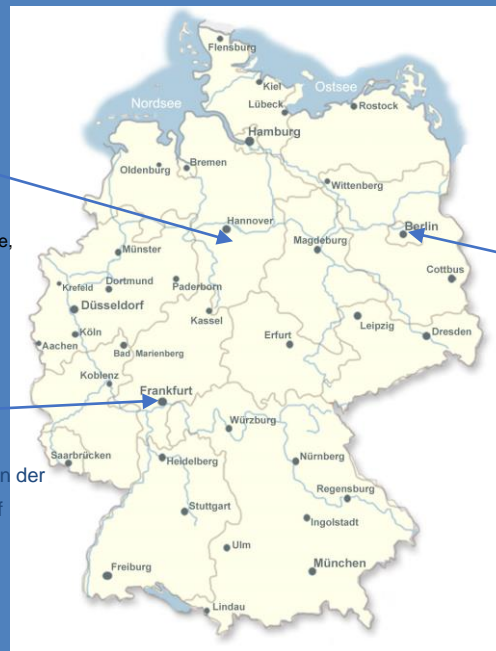 Flensburg
Ostsee
Kiel
Nordsee
Lübeck
Rostock
Hamburg
Oldenburg
Bremen
Wittenberg
Hannover
Berlin
e,
Münster
Magdeburg
Cottbus
Krefeld
Dortmund
Paderborn
Düsseldorf
Kassel
Leipzig
Köln
Erfurt
Dresden
Aachen
Bad Marienberg
Koblenz
Frankfurt
Würzburg
Saarbrücken
Heidelberg
Nürnberg
n der
Regensburg
f
Stuttgart
Ingolstadt
Ulm
Freiburg
München
Lindau